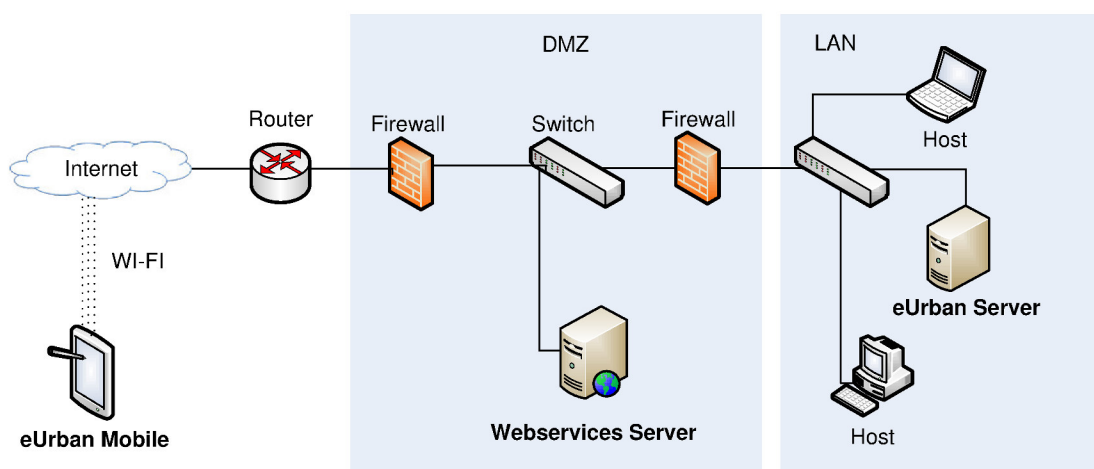 DMZ
LAN
Router
Firewall
Switch
Firewall
Host
Internet
WI-FI
eUrban Server
eUrban Mobile
Webservices Server
Host